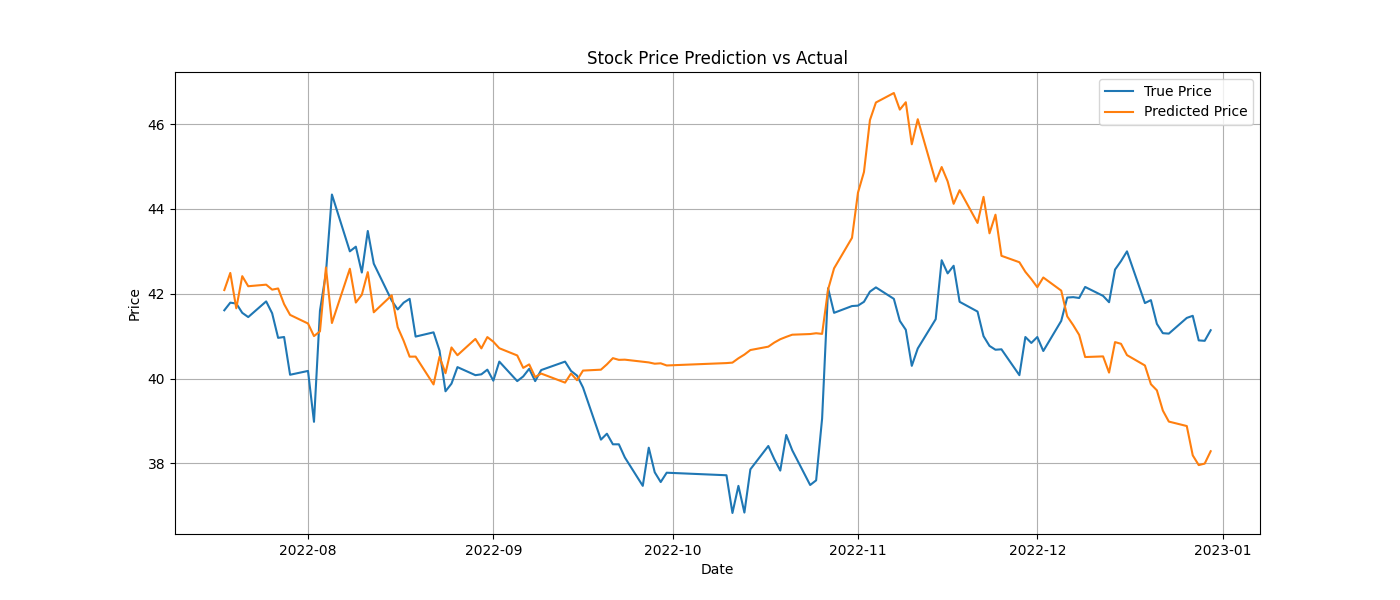 Stock Price Prediction vs Actual
True Price
Predicted Price
46
44
42
40
38
Price
2022-08
2022-09
2022-10
2022-11
2022-12
2023-01
Date